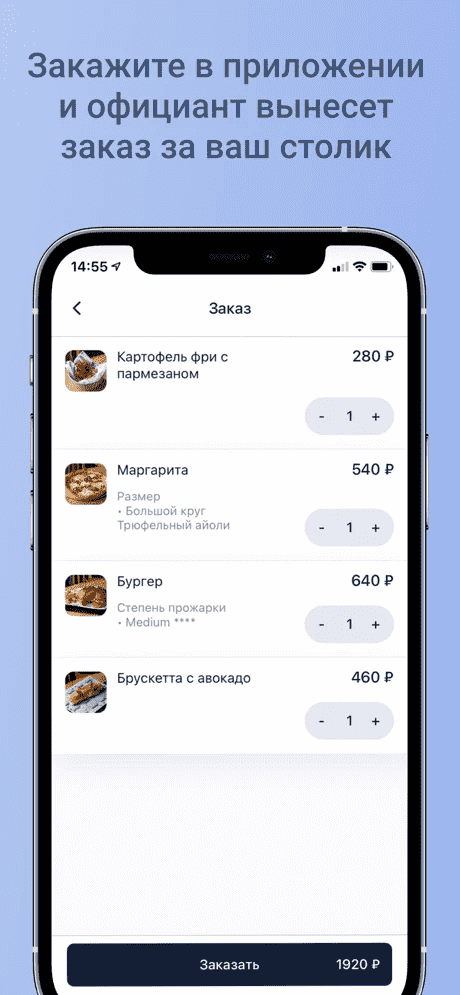 Закажите в приложении
и официант вынесет
заказ за ваш столик
14:55
Заказ
Картофель фри с
пармезаном
280 ₽
- 1 +
Маргарита
540 ₽
Размер
• Большой круг
Трюфельный айоли
- 1 +
Бургер
640 ₽
Степень прожарки
• Medium ****
- 1 +
Брускетта с авокадо
460 ₽
- 1 +
Заказать
1920 ₽